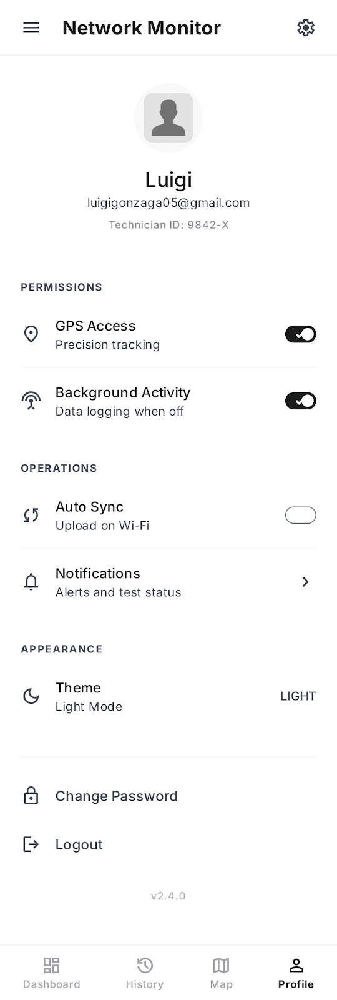 Network Monitor
Luigi
luigigonzaga05@gmail.com
Technician ID: 9842-X
PERMISSIONS
GPS Access
Precision tracking
Background Activity
Data logging when off
OPERATIONS
Auto Sync
Upload on Wi-Fi
Notifications
Alerts and test status
APPEARANCE
Theme
Light Mode
LIGHT
Change Password
Logout
v2.4.0
Dashboard
History
Map
Profile